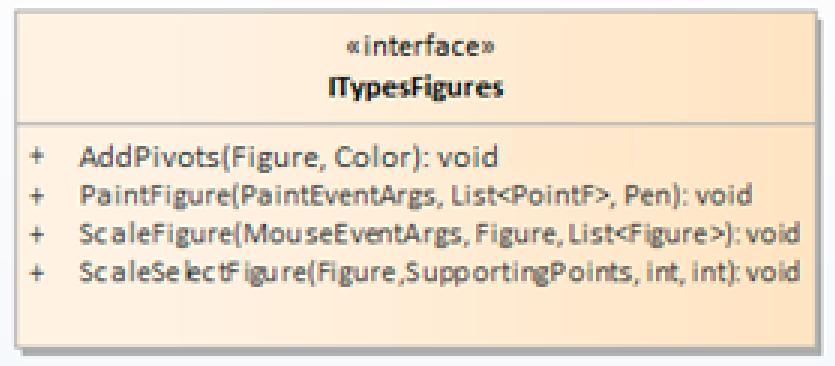 «interface»
ITypesFigures
+ AddPivots(Figure, Color): void
+ PaintFigure(PaintEventArgs, List<PointF>, Pen): void
+ ScaleFigure(MouseEventArgs, Figure, List<Figure>): void
+ ScaleSelectFigure(Figure,SupportingPoints, int, int): void